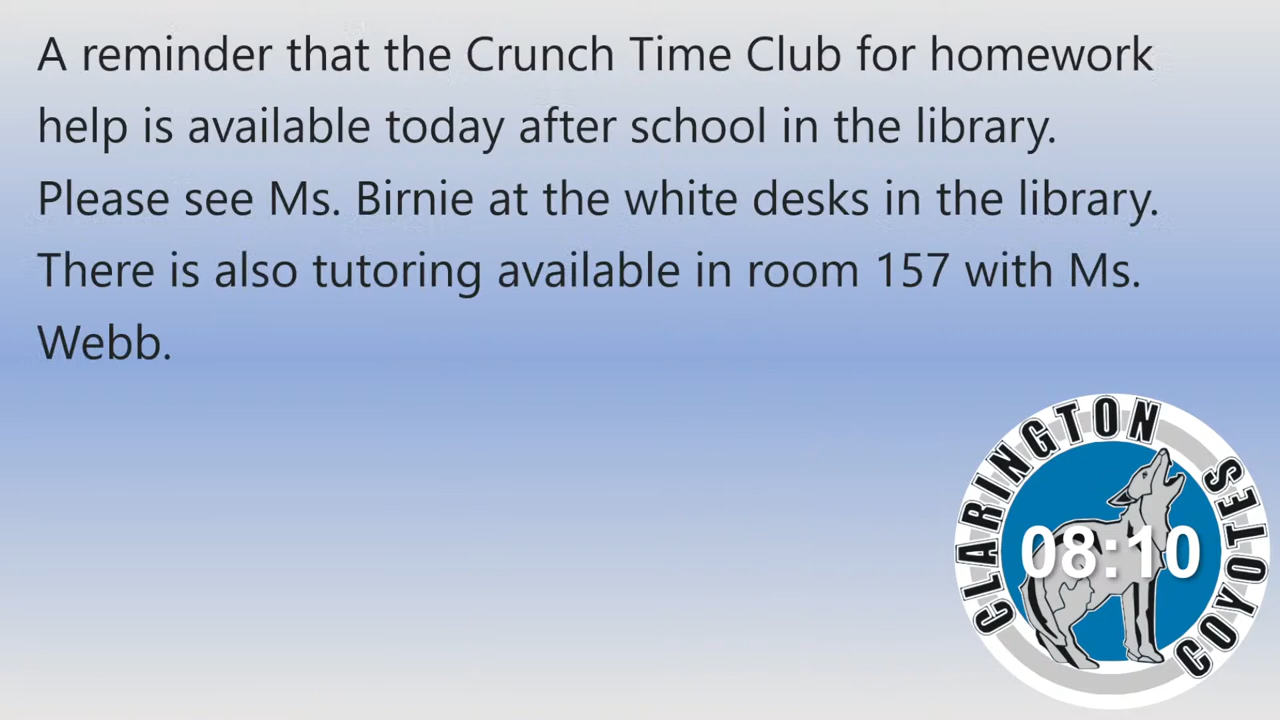 A reminder that the Crunch Time Club for homework
help is available today after school in the library.
Please see Ms. Birnie at the white desks in the library.
There is also tutoring available in room 157 with Ms.
Webb.
CLARINGTON
COYOTES
08:10